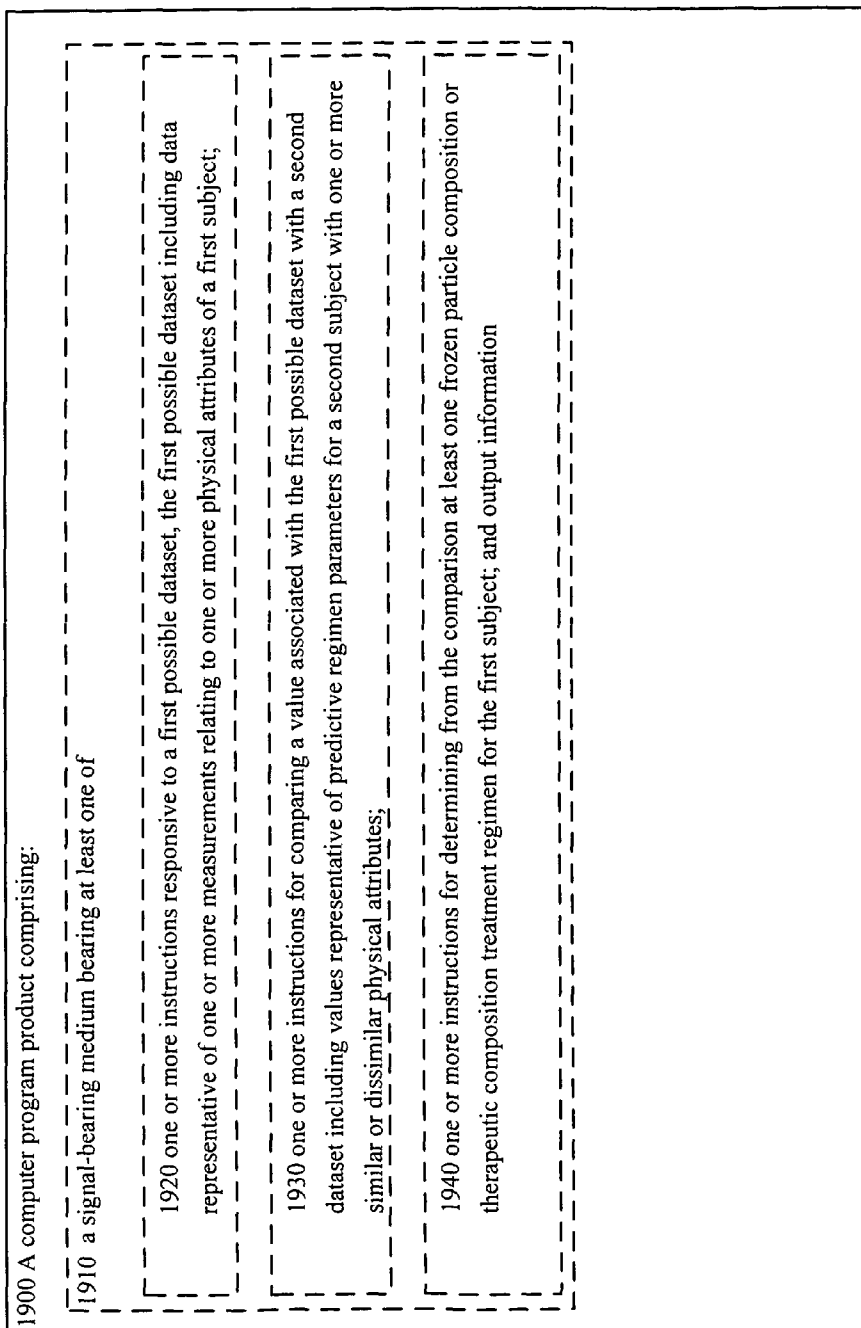 1900 A computer program product comprising:
1910 a signal-bearing medium bearing at least one of
1920 one or more instructions responsive to a first possible dataset, the first possible dataset including data
representative of one or more measurements relating to one or more physical attributes of a first subject;
1930 one or more instructions for comparing a value associated with the first possible dataset with a second
dataset including values representative of predictive regimen parameters for a second subject with one or more
similar or dissimilar physical attributes;
1940 one or more instructions for determining from the comparison at least one frozen particle composition or
therapeutic composition treatment regimen for the first subject; and output information